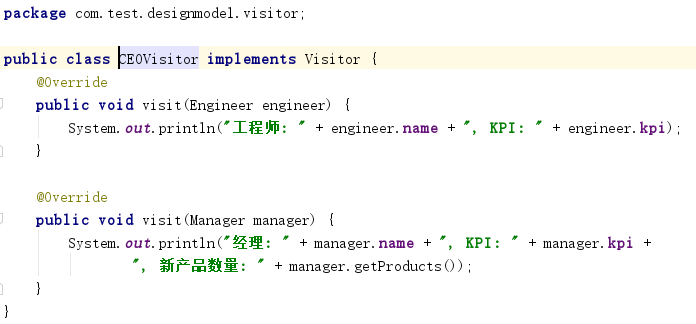 package com.test.designmodel.visitor;
public class CEOVisitor implements Visitor {
@Override
public void visit(Engineer engineer) {
System.out.println("工程师: " + engineer.name + ", KPI: " + engineer.kpi);
}
@Override
public void visit(Manager manager) {
System.out.println("经理: " + manager.name + ", KPI: " + manager.kpi +
", 新产品数量: " + manager.getProducts());
}
}